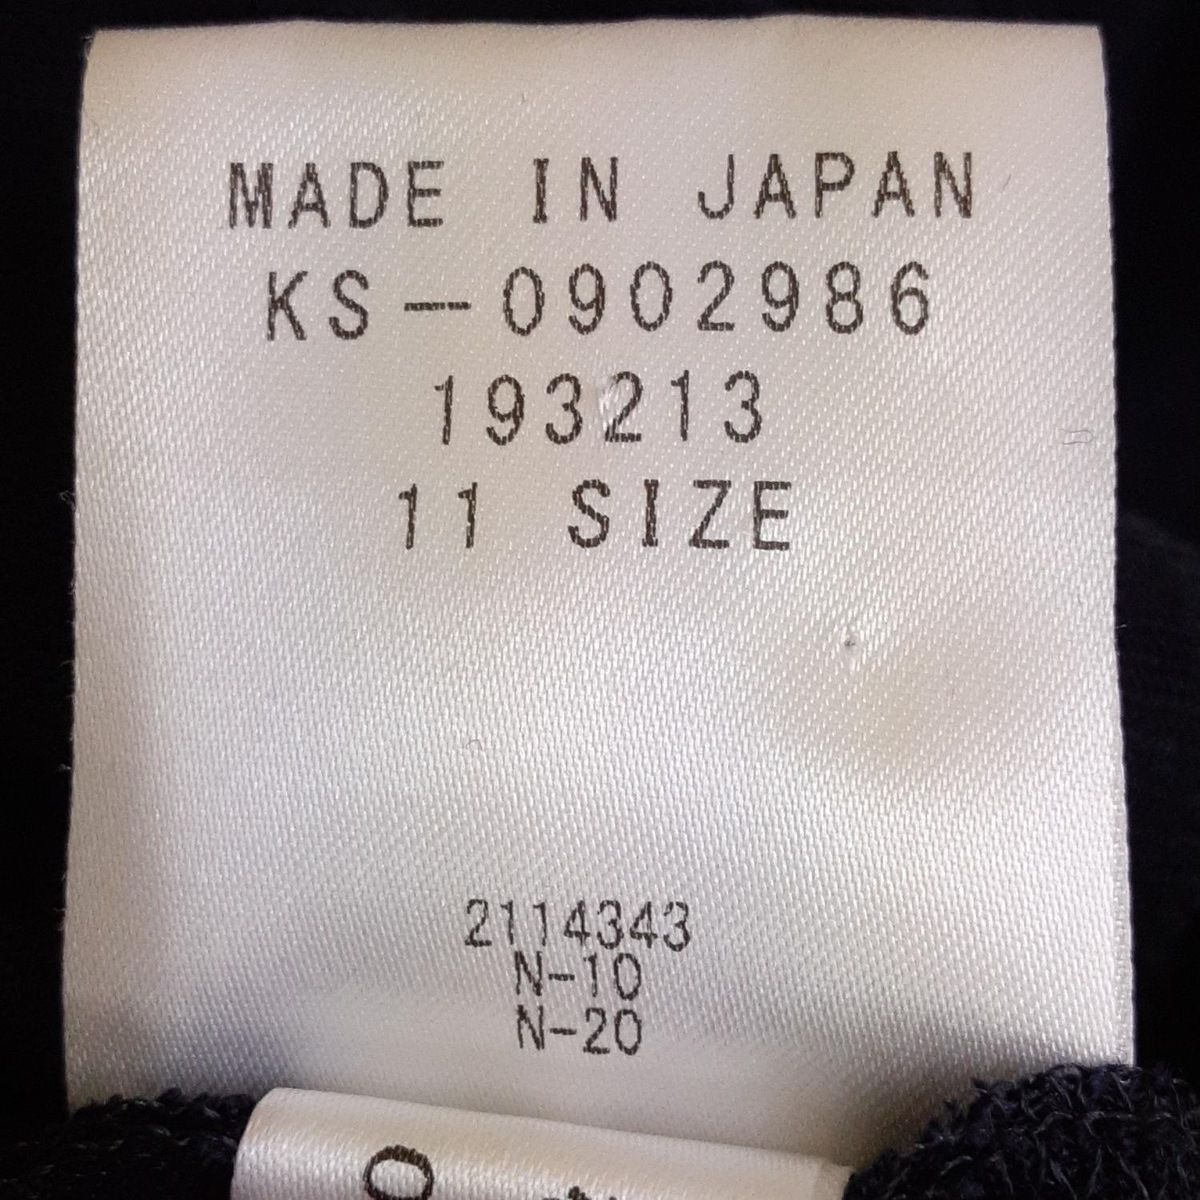 MADE IN JAPAN
KS-0902986
193213
11 SIZE
2114343
N-10
N-20